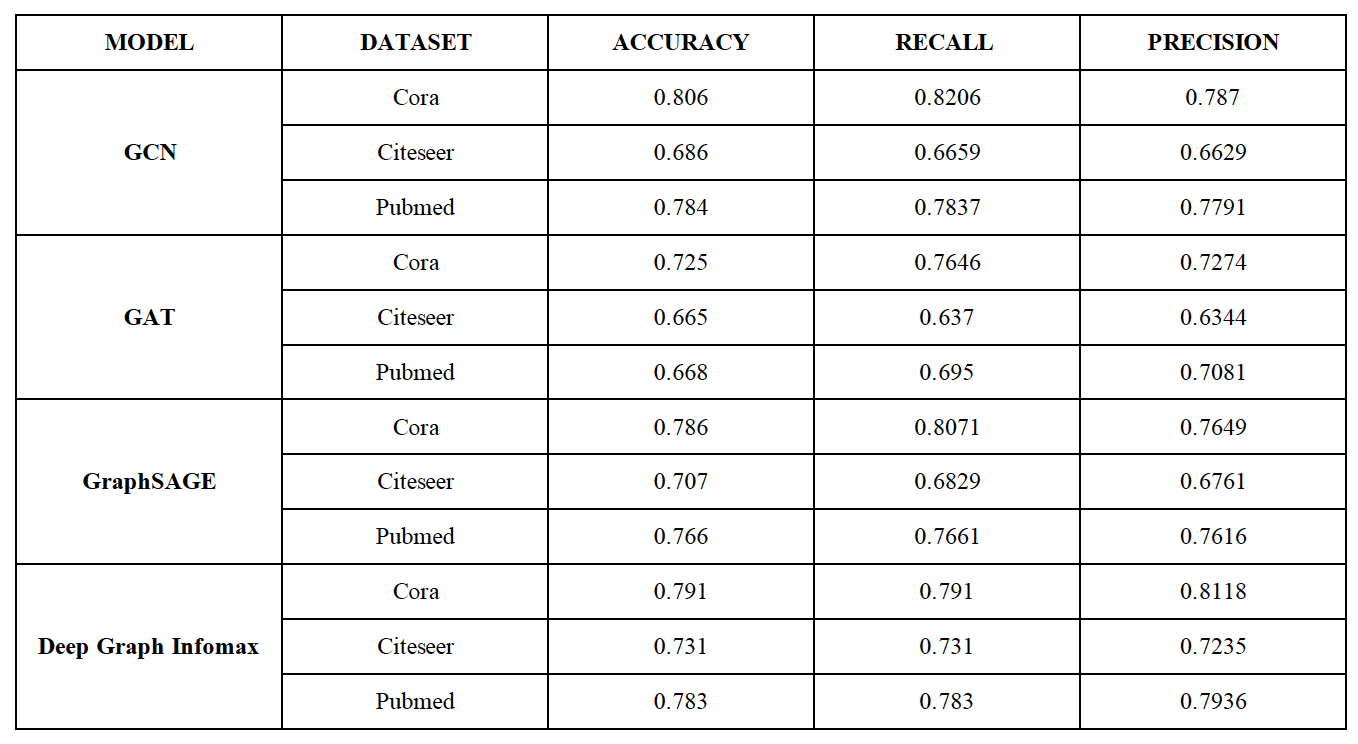 MODEL DATASET ACCURACY RECALL PRECISION
GCN
Cora 0.806 0.8206 0.787
Citeseer 0.686 0.6659 0.6629
Pubmed 0.784 0.7837 0.7791
GAT
Cora 0.725 0.7646 0.7274
Citeseer 0.665 0.637 0.6344
Pubmed 0.668 0.695 0.7081
GraphSAGE
Cora 0.786 0.8071 0.7649
Citeseer 0.707 0.6829 0.6761
Pubmed 0.766 0.7661 0.7616
Deep Graph Infomax
Cora 0.791 0.791 0.8118
Citeseer 0.731 0.731 0.7235
Pubmed 0.783 0.783 0.7936